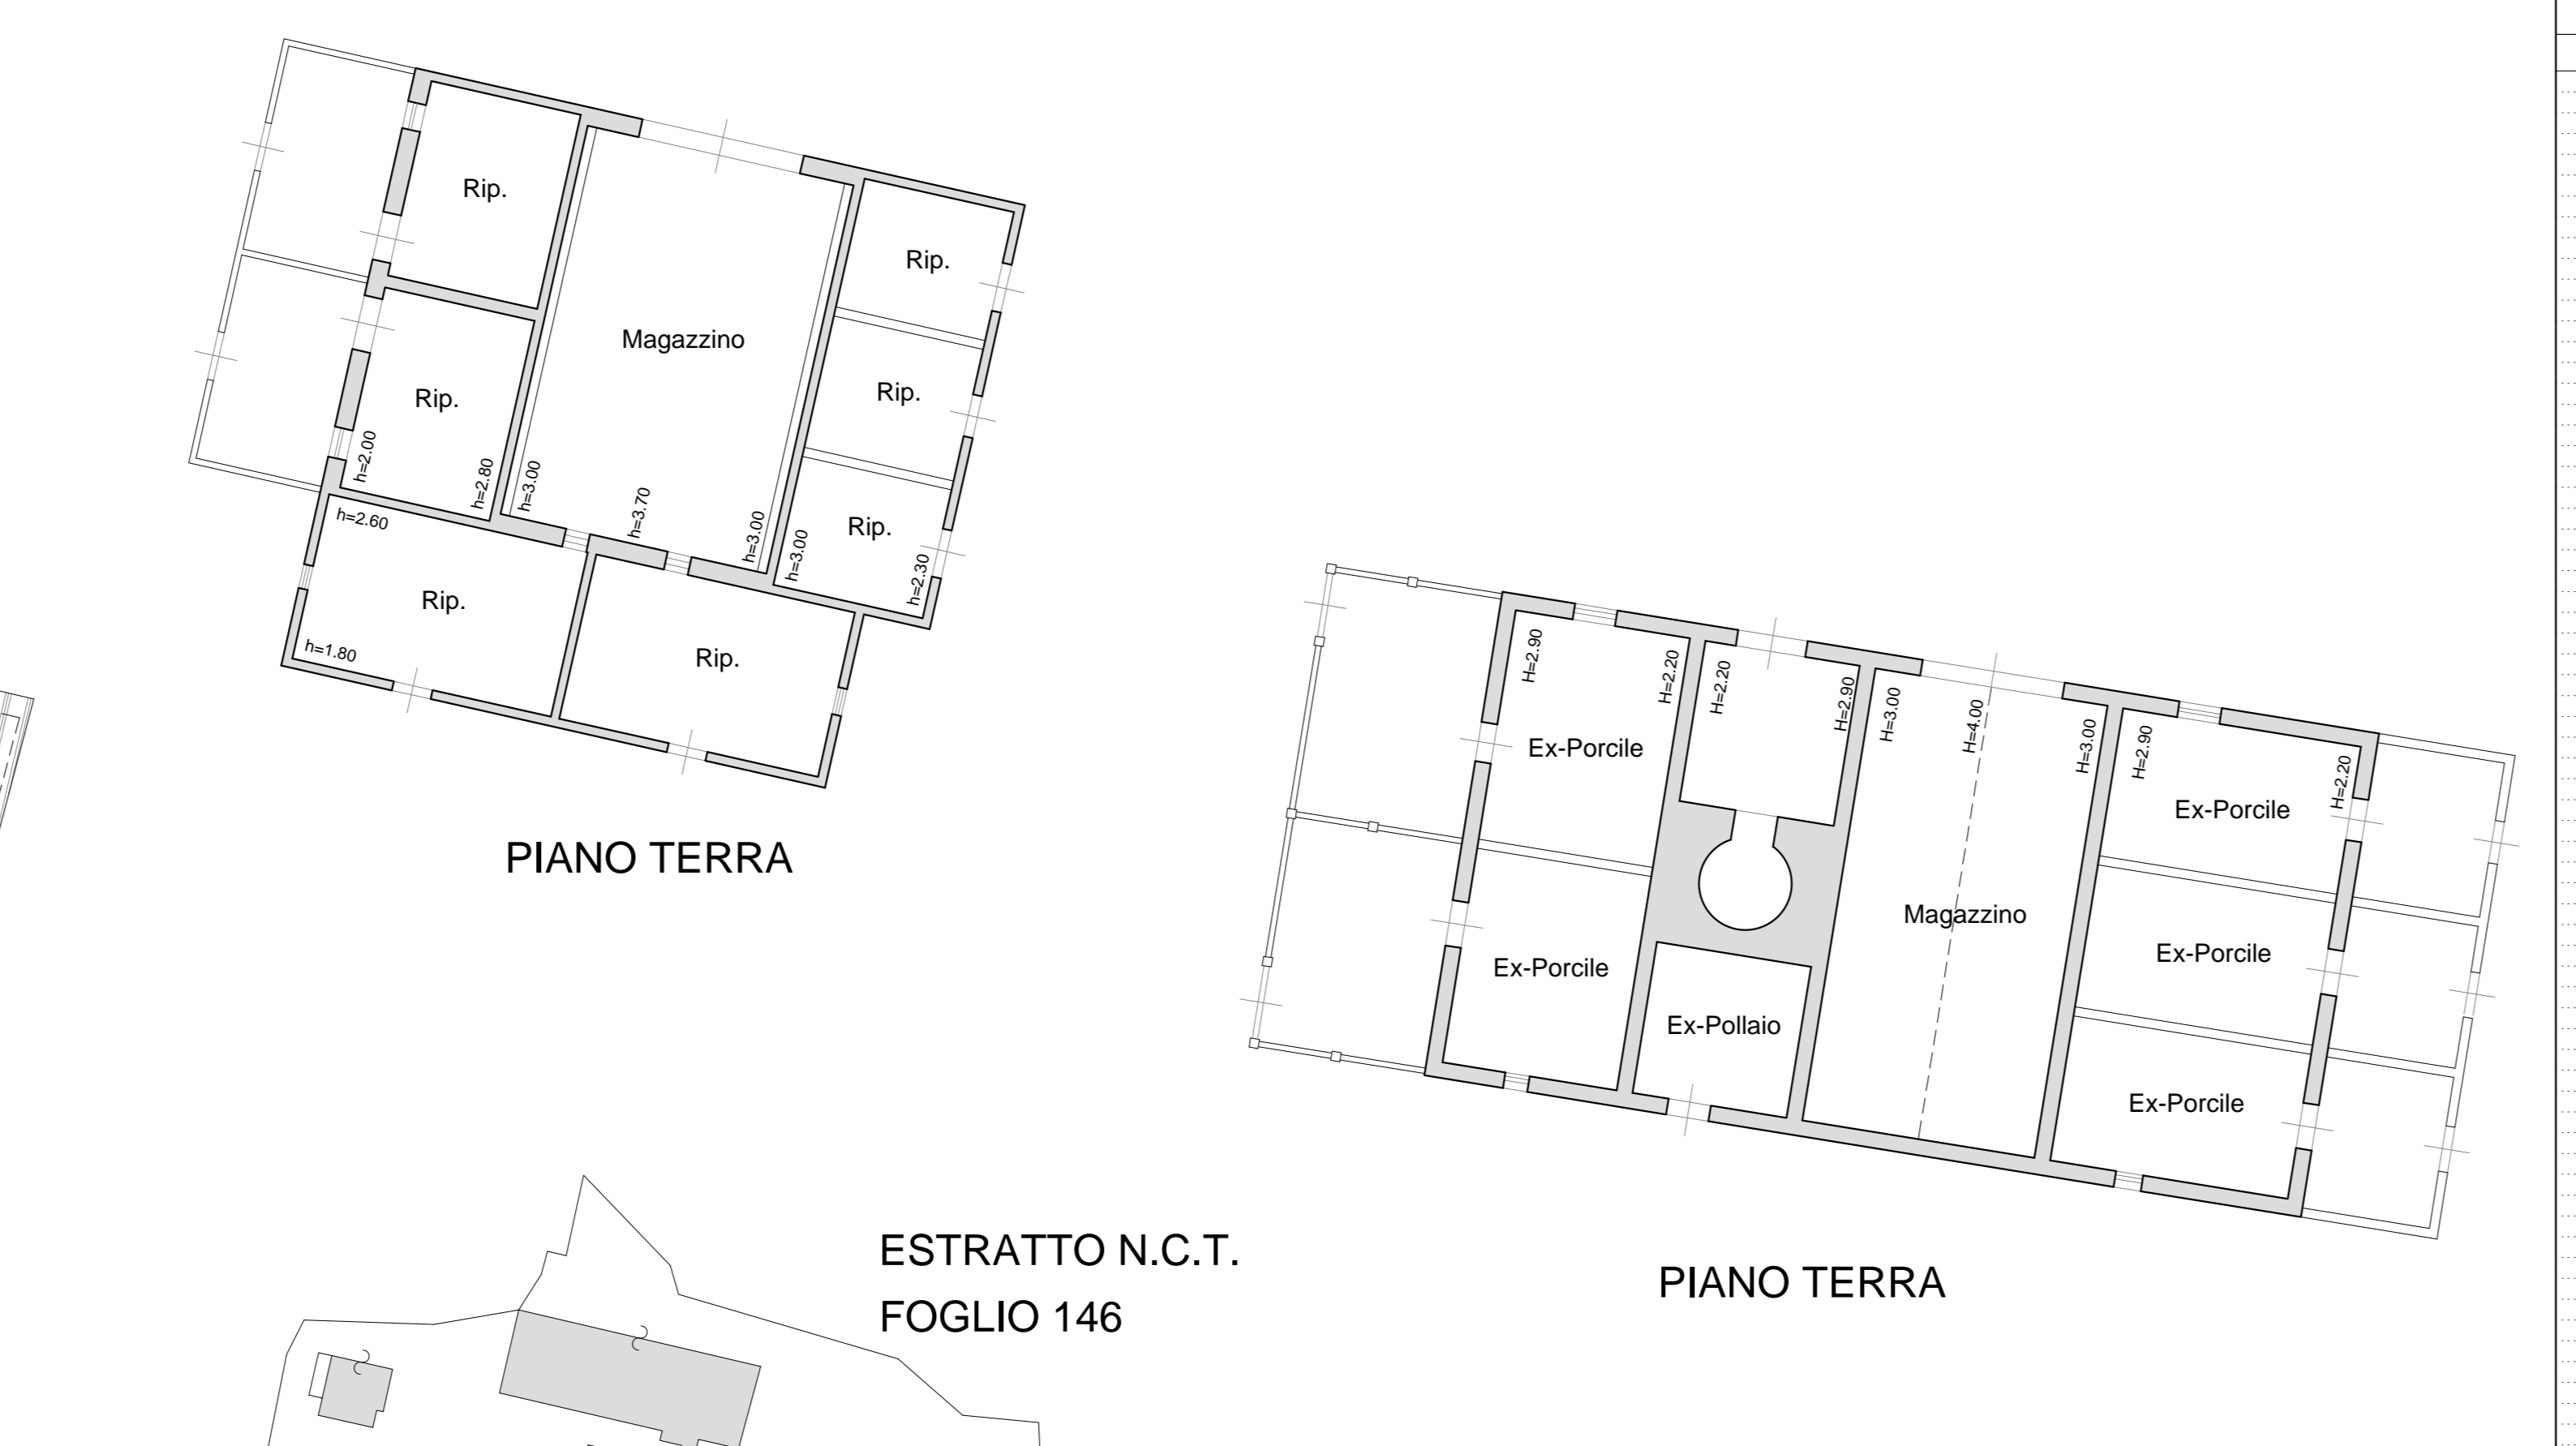 Rip.
Rip.
Magazzino
Rip.
Rip.
Rip.
h=2.00
h=2.80
h=3.00
h=3.70
h=3.00
h=3.00
h=2.30
h=2.60
h=1.80
Rip.
Rip.
PIANO TERRA
H=2.90
H=2.20
H=2.20
H=2.90
H=3.00
H=4.00
H=3.00
H=2.90
H=2.20
Ex-Porcile
Ex-Porcile
Ex-Pollaio
Magazzino
Ex-Porcile
Ex-Porcile
Ex-Porcile
PIANO TERRA
ESTRATTO N.C.T.
FOGLIO 146